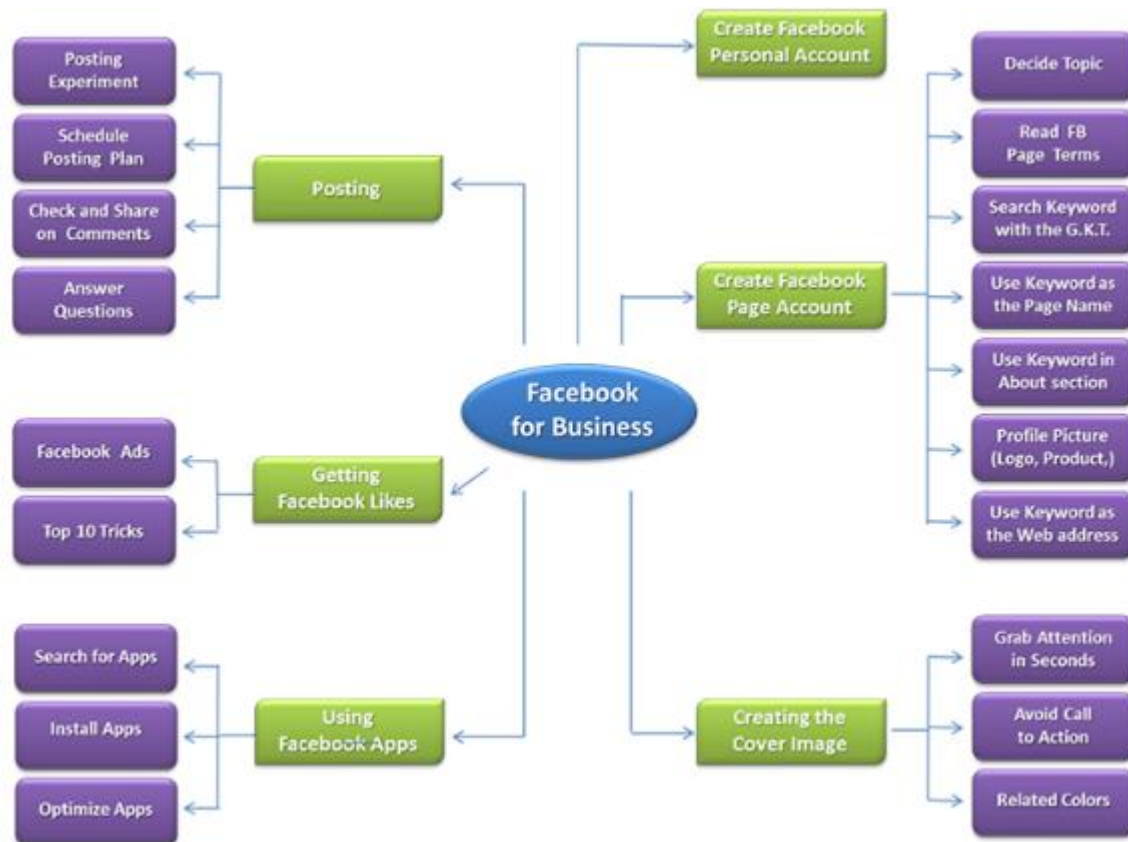 Facebook
for Business
Create Facebook
Personal Account
Create Facebook
Page Account
Decide Topic
Read FB
Page Terms
Search Keyword
with the G.K.T.
Use Keyword as
the Page Name
Use Keyword in
About section
Profile Picture
(Logo, Product,)
Use Keyword as
the Web address
Creating the
Cover Image
Grab Attention
in Seconds
Avoid Call
to Action
Related Colors
Posting
Posting
Experiment
Schedule
Posting Plan
Check and Share
on Comments
Answer
Questions
Getting
Facebook Likes
Facebook Ads
Top 10 Tricks
Using
Facebook Apps
Search for Apps
Install Apps
Optimize Apps